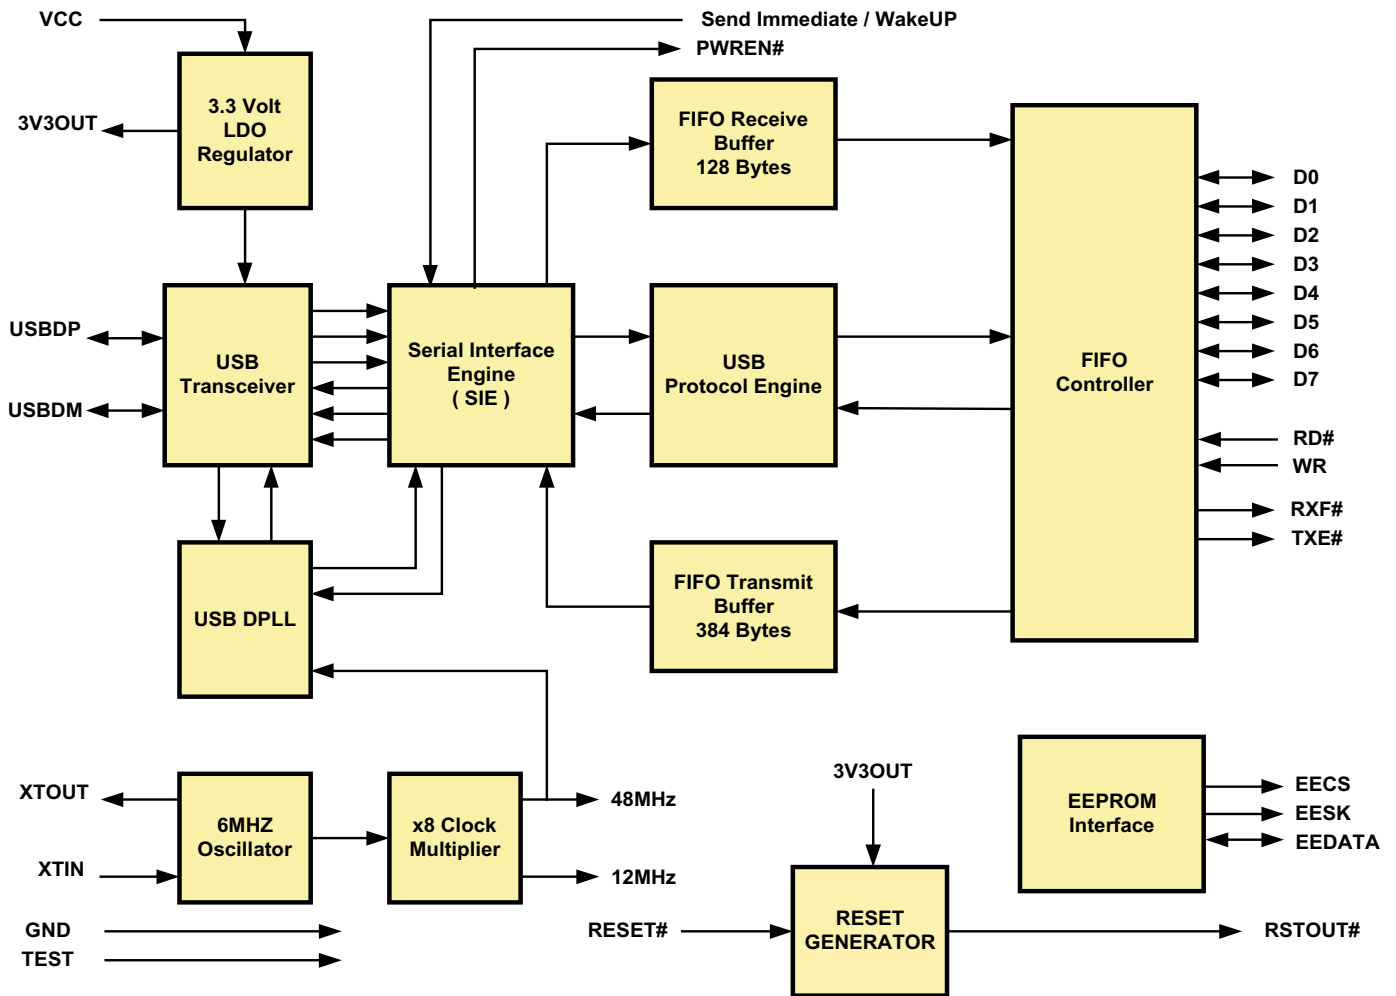 VCC
Send Immediate / WakeUP
PWREN#
3.3 Volt
LDO
Regulator
3V3OUT
FIFO Receive
Buffer
128 Bytes
D0
D1
D2
D3
D4
D5
D6
D7
USBDP
USBDM
USB
Transceiver
Serial Interface
Engine
( SIE )
USB
Protocol Engine
FIFO
Controller
RD#
WR
RXF#
TXE#
USB DPLL
FIFO Transmit
Buffer
384 Bytes
XTOUT
XTIN
6MHZ
Oscillator
x8 Clock
Multiplier
48MHz
12MHz
3V3OUT
EEPROM
Interface
EECS
EESK
EEDATA
GND
TEST
RESET#
RESET
GENERATOR
RSTOUT#